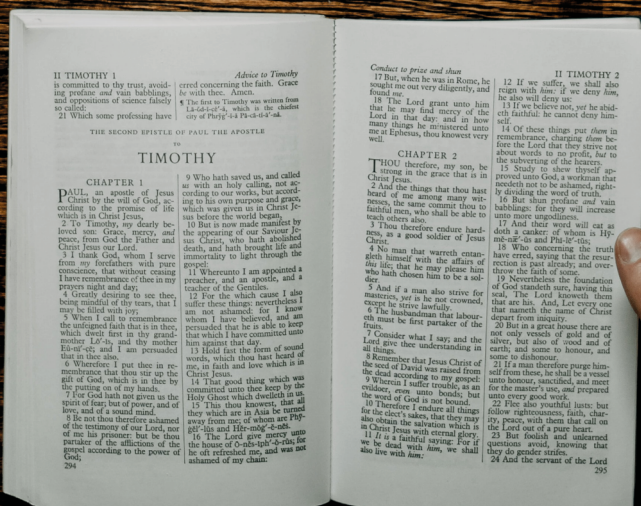 II TIMOTHY 1
Advice to Timothy
is committed to thy trust, avoid-
ing profane and vain babblings,
and oppositions of science falsely
so called:
21 Which some professing have
erred concerning the faith. Grace
be with thee. Amen.
¶ The first to Timothy was written from
Lā-ŏd-ĭ-çē'-ȧ, which is the chiefest
city of Phrў̆ġ'-ĭ-ȧ Pā-cā-tĭ-ā'-nȧ.
THE SECOND EPISTLE OF PAUL THE APOSTLE
TO
TIMOTHY
CHAPTER 1
PAUL, an apostle of Jesus
Christ by the will of God, ac-
cording to the promise of life
which is in Christ Jesus,
2 To Timothy, my dearly be-
loved son: Grace, mercy, and
peace, from God the Father and
Christ Jesus our Lord.
3 I thank God, whom I serve
from my forefathers with pure
conscience, that without ceasing
I have remembrance of thee in my
prayers night and day;
4 Greatly desiring to see thee,
being mindful of thy tears, that I
may be filled with joy;
5 When I call to remembrance
the unfeigned faith that is in thee,
which dwelt first in thy grand-
mother Lō'-ĭs, and thy mother
Eū-nī'-çē; and I am persuaded
that in thee also.
6 Wherefore I put thee in re-
membrance that thou stir up the
gift of God, which is in thee by
the putting on of my hands.
7 For God hath not given us the
spirit of fear; but of power, and of
love, and of a sound mind.
8 Be not thou therefore ashamed
of the testimony of our Lord, nor
of me his prisoner: but be thou
partaker of the afflictions of the
gospel according to the power of
God;
294
9 Who hath saved us, and called
us with an holy calling, not ac-
cording to our works, but accord-
ing to his own purpose and grace,
which was given us in Christ Je-
sus before the world began,
10 But is now made manifest by
the appearing of our Saviour Je-
sus Christ, who hath abolished
death, and hath brought life and
immortality to light through the
gospel:
11 Whereunto I am appointed a
preacher, and an apostle, and a
teacher of the Gentiles.
12 For the which cause I also
suffer these things: nevertheless I
am not ashamed: for I know
whom I have believed, and am
persuaded that he is able to keep
that which I have committed unto
him against that day.
13 Hold fast the form of sound
words, which thou hast heard of
me, in faith and love which is in
Christ Jesus.
14 That good thing which was
committed unto thee keep by the
Holy Ghost which dwelleth in us.
15 This thou knowest, that all
they which are in Asia be turned
away from me; of whom are Phȳ-
ġĕl'-lŭs and Hĕr-mŏġ'-ĕ-nēs.
16 The Lord give mercy unto
the house of Ŏ-nĕs-ĭph'-ŏ-rŭs; for
he oft refreshed me, and was not
ashamed of my chain:
Conduct to prize and shun
II TIMOTHY 2
17 But, when he was in Rome, he
sought me out very diligently, and
found me.
18 The Lord grant unto him
that he may find mercy of the
Lord in that day: and in how
many things he ministered unto
me at Ephesus, thou knowest very
well.
CHAPTER 2
THOU therefore, my son, be
strong in the grace that is in
Christ Jesus.
2 And the things that thou hast
heard of me among many wit-
nesses, the same commit thou to
faithful men, who shall be able to
teach others also.
3 Thou therefore endure hard-
ness, as a good soldier of Jesus
Christ.
4 No man that warreth entan-
gleth himself with the affairs of
this life; that he may please him
who hath chosen him to be a sol-
dier.
5 And if a man also strive for
masteries, yet is he not crowned,
except he strive lawfully.
6 The husbandman that labour-
eth must be first partaker of the
fruits.
7 Consider what I say; and the
Lord give thee understanding in
all things.
8 Remember that Jesus Christ of
the seed of David was raised from
the dead according to my gospel:
9 Wherein I suffer trouble, as an
evildoer, even unto bonds; but
the word of God is not bound.
10 Therefore I endure all things
for the elect's sakes, that they may
also obtain the salvation which is
in Christ Jesus with eternal glory.
11 It is a faithful saying: For if
we be dead with him, we shall
also live with him:
12 If we suffer, we shall also
reign with him: if we deny him,
he also will deny us:
13 If we believe not, yet he abid-
eth faithful: he cannot deny him-
self.
14 Of these things put them in
remembrance, charging them be-
fore the Lord that they strive not
about words to no profit, but to
the subverting of the hearers.
15 Study to shew thyself ap-
proved unto God, a workman that
needeth not to be ashamed, right-
ly dividing the word of truth.
16 But shun profane and vain
babblings: for they will increase
unto more ungodliness.
17 And their word will eat as
doth a canker: of whom is Hȳ-
mē-næ'-ŭs and Phī-lē'-tŭs;
18 Who concerning the truth
have erred, saying that the resur-
rection is past already; and over-
throw the faith of some.
19 Nevertheless the foundation
of God standeth sure, having this
seal, The Lord knoweth them
that are his. And, Let every one
that nameth the name of Christ
depart from iniquity.
20 But in a great house there are
not only vessels of gold and of
silver, but also of wood and of
earth; and some to honour, and
some to dishonour.
21 If a man therefore purge him-
self from these, he shall be a vessel
unto honour, sanctified, and meet
for the master's use, and prepared
unto every good work.
22 Flee also youthful lusts: but
follow righteousness, faith, char-
ity, peace, with them that call on
the Lord out of a pure heart.
23 But foolish and unlearned
questions avoid, knowing that
they do gender strifes.
24 And the servant of the Lord
295